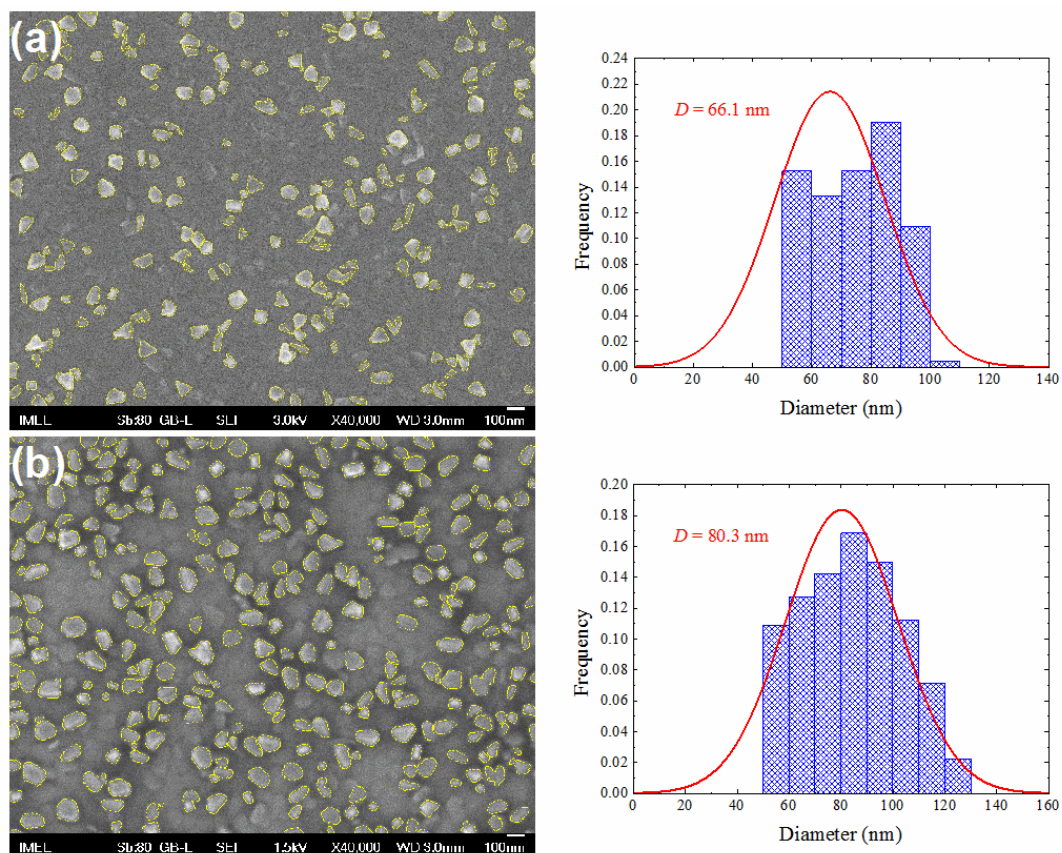 (a)
IMEL Sb:80 GB-L SEI 3.0kV X40,000 WD 3.0mm 100nm
0.24
0.22
0.20
0.18
0.16
0.14
0.12
0.10
0.08
0.06
0.04
0.02
0.00
Frequency
D = 66.1 nm
0 20 40 60 80 100 120 140
Diameter (nm)
(b)
IMEL Sb:80 GB-L SEI 1.5kV X40,000 WD 3.0mm 100nm
0.20
0.18
0.16
0.14
0.12
0.10
0.08
0.06
0.04
0.02
0.00
Frequency
D = 80.3 nm
0 20 40 60 80 100 120 140 160
Diameter (nm)